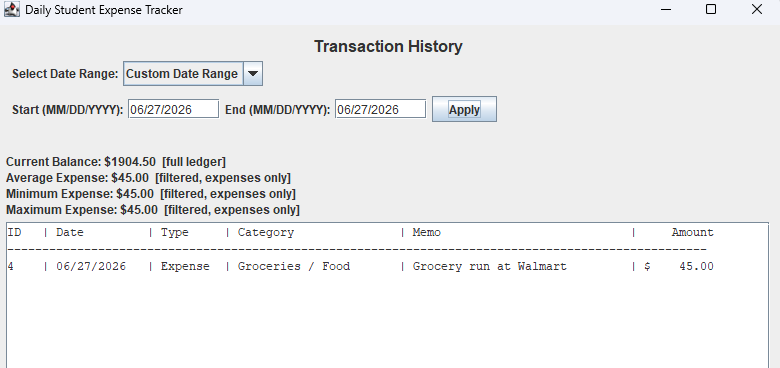 Daily Student Expense Tracker
Transaction History
Select Date Range: Custom Date Range
Start (MM/DD/YYYY): 06/27/2026 End (MM/DD/YYYY): 06/27/2026 Apply
Current Balance: $1904.50 [full ledger]
Average Expense: $45.00 [filtered, expenses only]
Minimum Expense: $45.00 [filtered, expenses only]
Maximum Expense: $45.00 [filtered, expenses only]
ID | Date | Type | Category | Memo | Amount
----------------------------------------------------------------------------------------------------
4 | 06/27/2026 | Expense | Groceries / Food | Grocery run at Walmart | $ 45.00